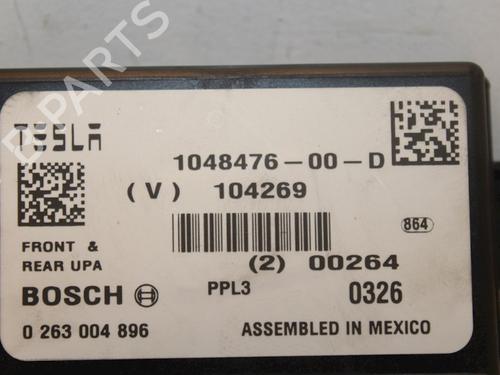 TESLA
1048476-00-D
(V) 104269
864
FRONT &
REAR UPA
(2) 00264
BOSCH
PPL3
0326
0 263 004 896
ASSEMBLED IN MEXICO